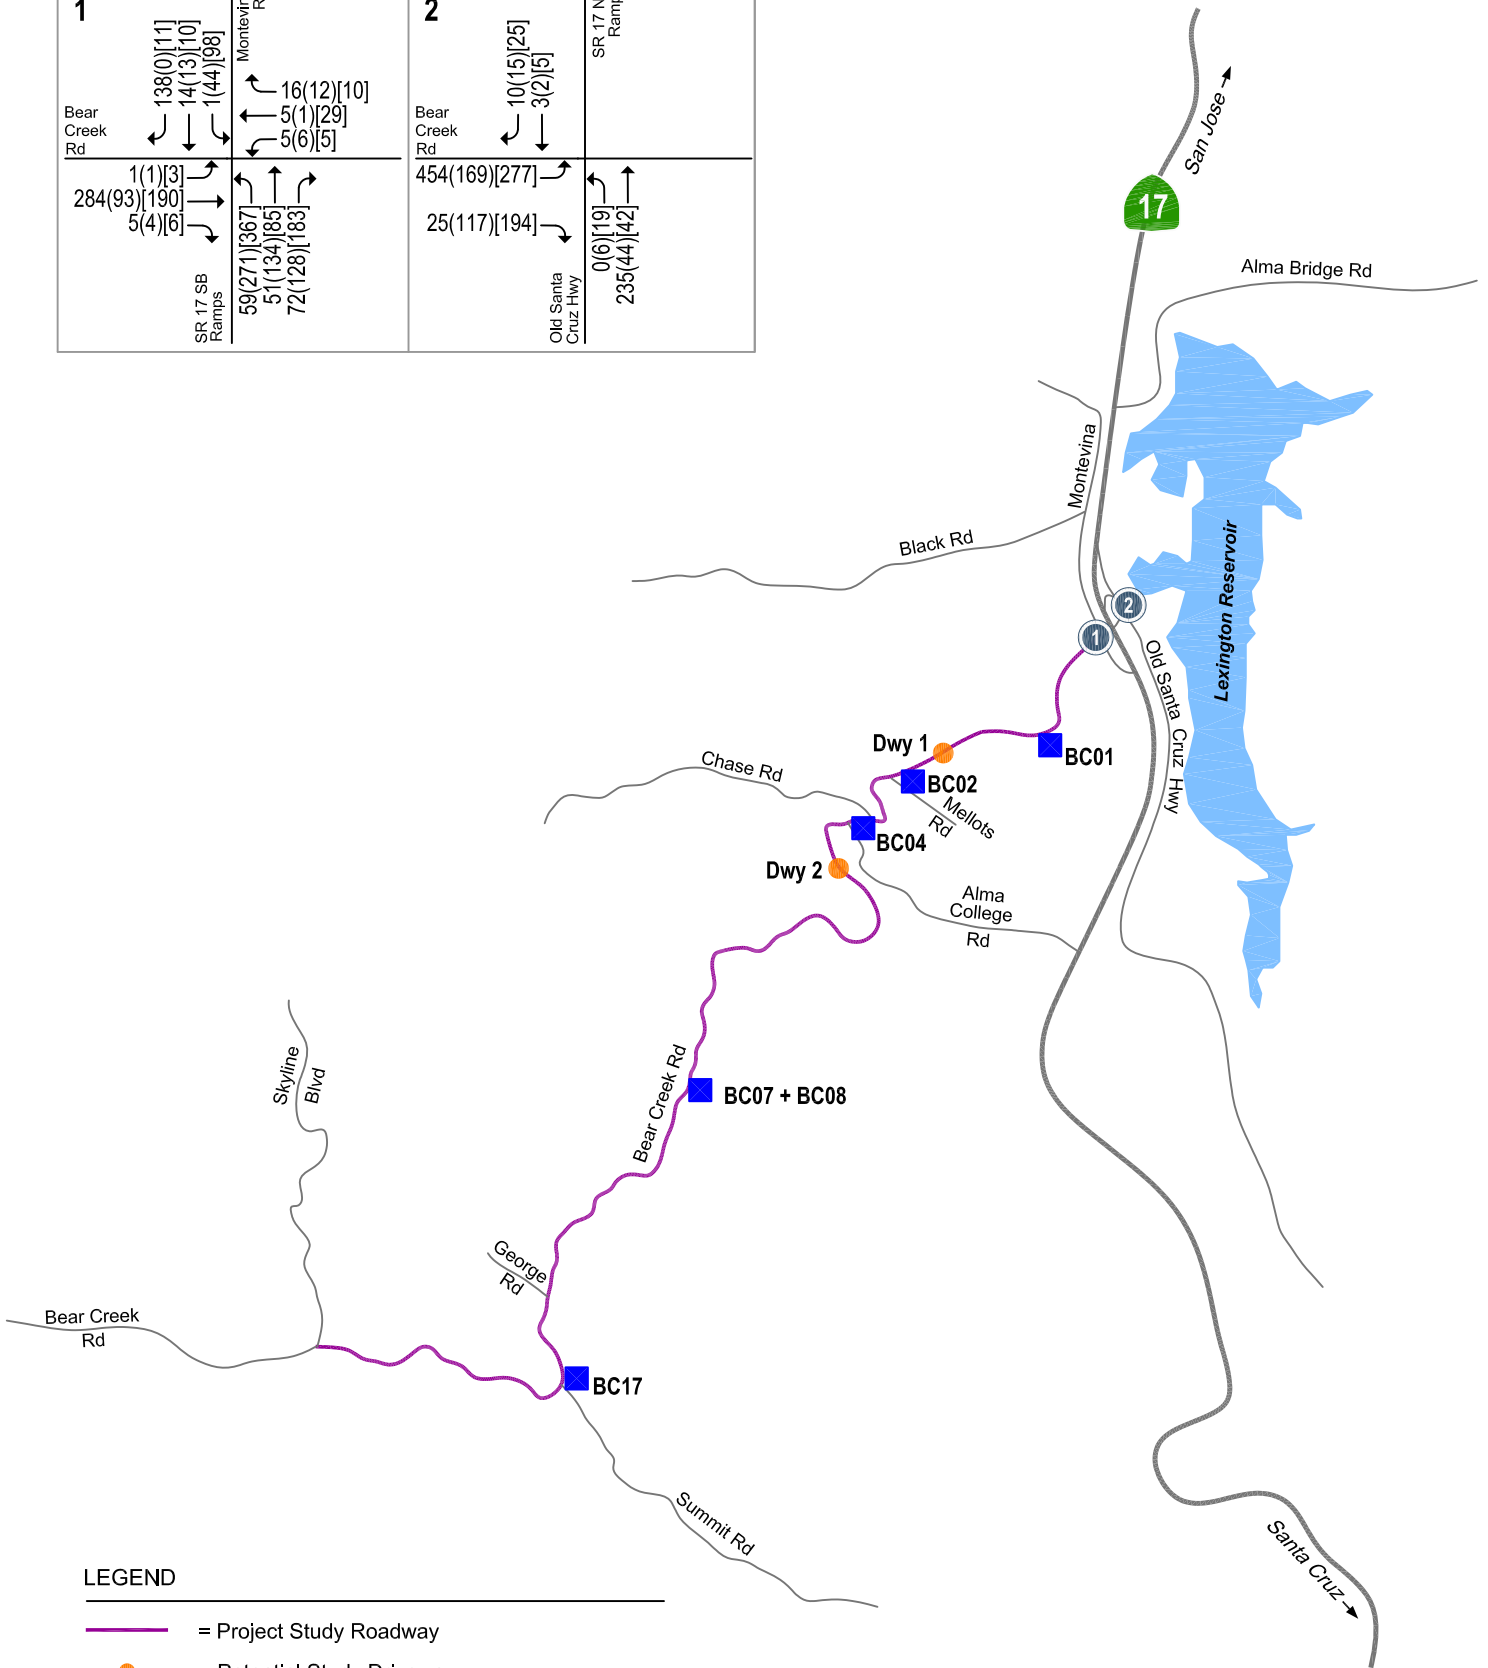 1
138(0)[11]
14(13)[10]
1(44)[98]
16(12)[10]
5(1)[29]
5(6)[5]
Bear
Creek
Rd
1(1)[3]
284(93)[190]
5(4)[6]
59(271)[367]
51(134)[85]
72(128)[183]
SR 17 SB
Ramps
2
10(15)[25]
3(2)[5]
SR 17
Bear
Creek
Rd
454(169)[277]
25(117)[194]
0(6)[19]
235(44)[42]
Old Santa
Cruz Hwy
San Jose
17
Alma Bridge Rd
Montevina
Black Rd
Lexington Reservoir
2
1
Old Santa Cruz Hwy
Dwy 1
BC01
Chase Rd
BC02
Mellots
Rd
BC04
Dwy 2
Alma
College
Rd
Skyline
Blvd
Bear Creek Rd
BC07 + BC08
George
Rd
Bear Creek
Rd
BC17
Summit Rd
Santa Cruz
LEGEND
= Project Study Roadway